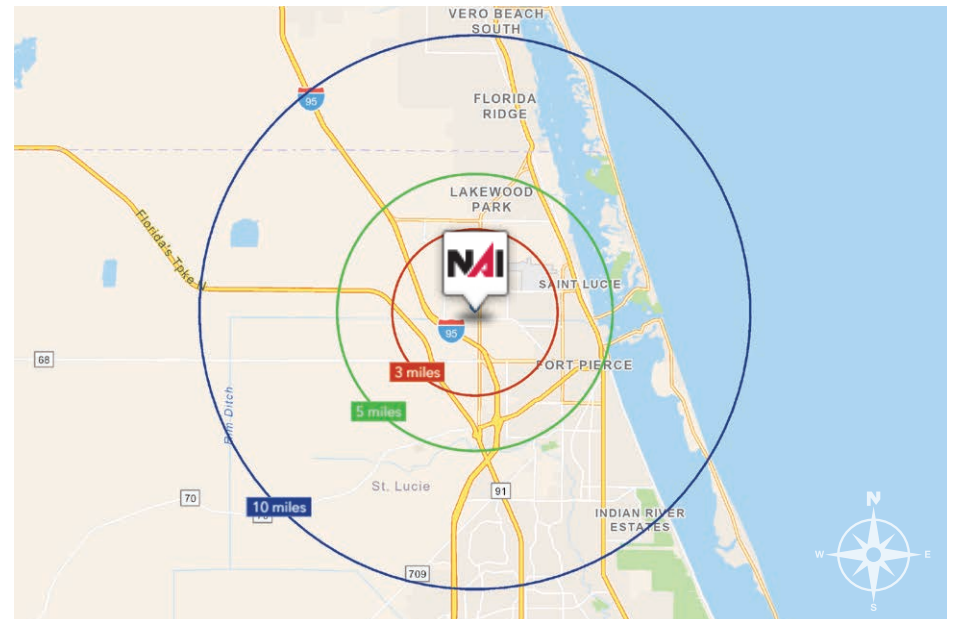 VERO BEACH
SOUTH
95
FLORIDA
RIDGE
LAKEWOOD
PARK
Florida's Tpke N
NAI
SAINT LUCIE
95
68
3 miles
FORT PIERCE
5 miles
Rim Ditch
St. Lucie
91
70
10 miles
INDIAN RIVER
ESTATES
709
N
W
E
S